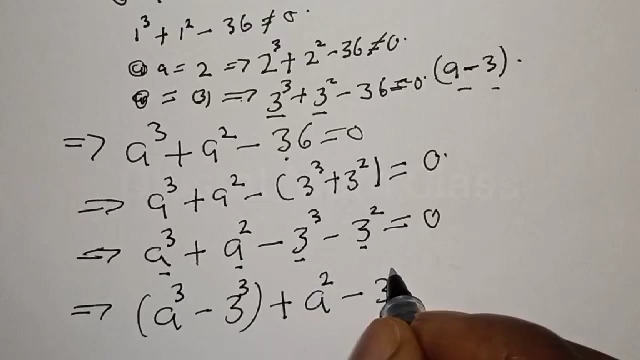 1³ + 1² - 36 ≠ 0.
@ a = 2 => 2³ + 2² - 36 ≠ 0.
@ = 3) => 3³ + 3² - 36 = 0. (a - 3).
=> a³ + a² - 36 = 0
=> a³ + a² - (3³ + 3²) = 0.
=> a³ + a² - 3³ - 3² = 0
=> (a³ - 3³) + a² - 3